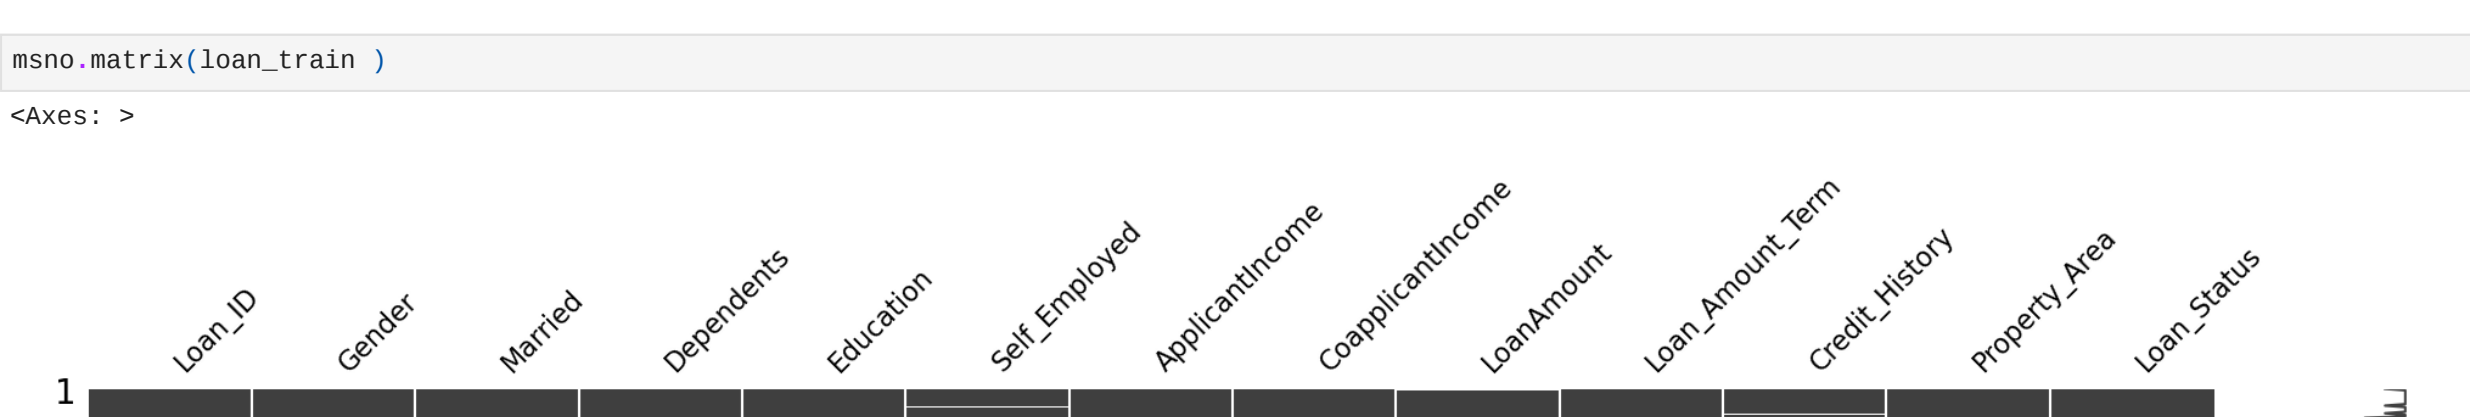 msno.matrix(loan_train )
<Axes: >
Loan_ID
Gender
Married
Dependents
Education
Self_Employed
ApplicantIncome
CoapplicantIncome
LoanAmount
Loan_Amount_Term
Credit_History
Property_Area
Loan_Status
1